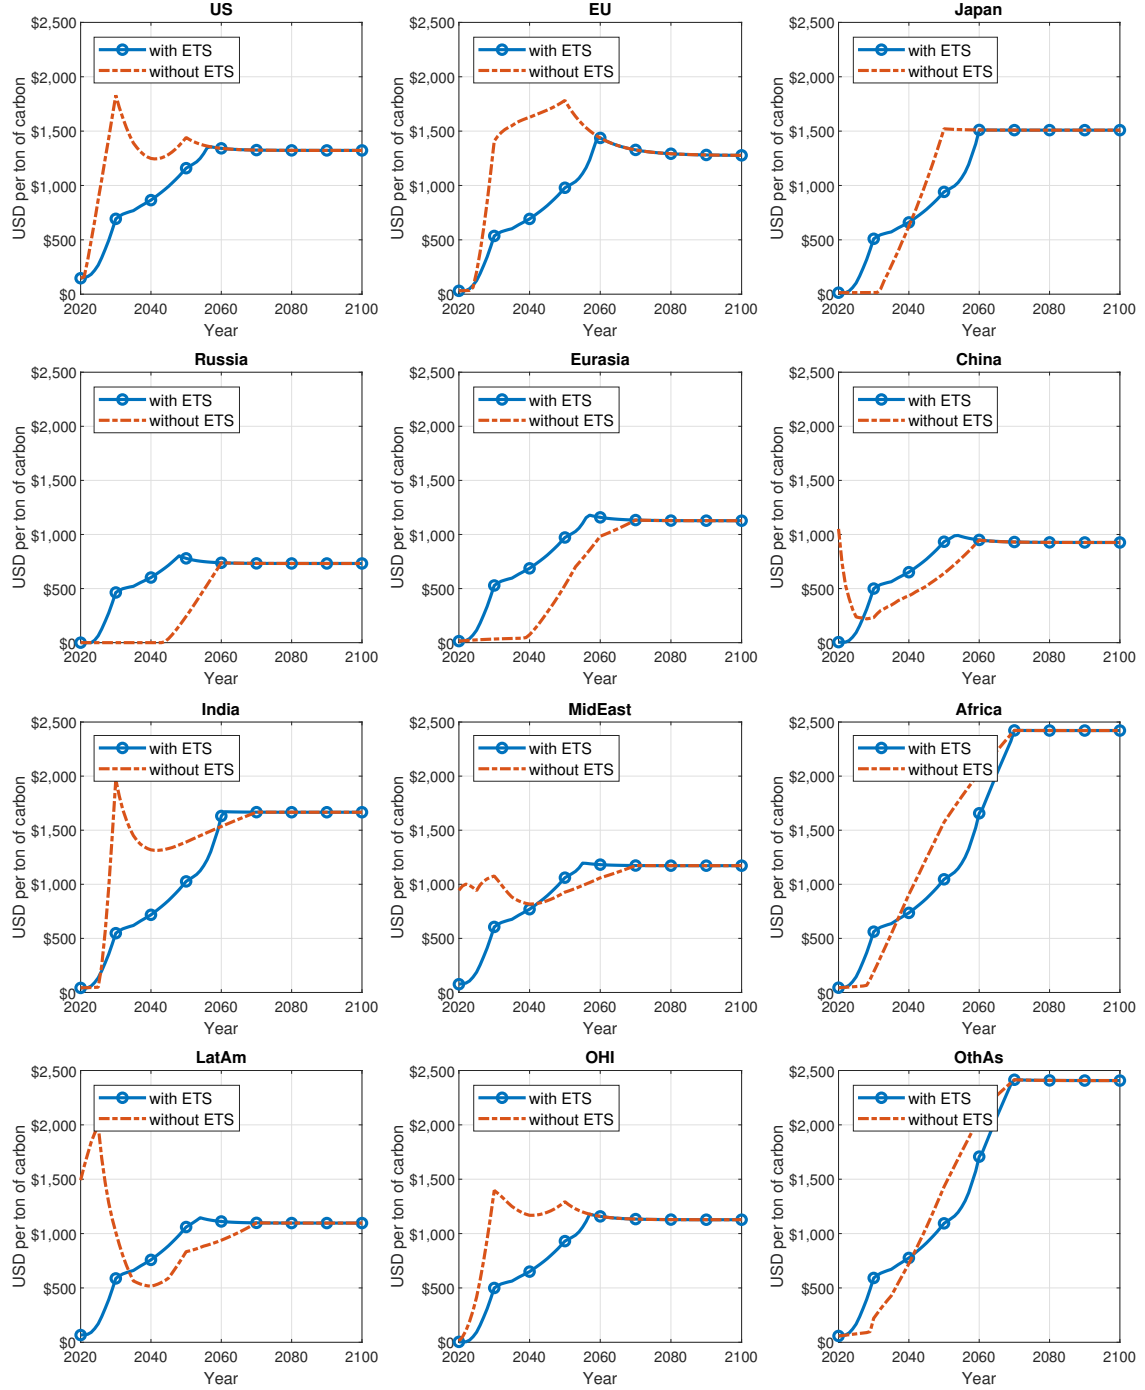 US
EU
Japan
with ETS
without ETS
with ETS
without ETS
with ETS
without ETS
USD per ton of carbon
USD per ton of carbon
USD per ton of carbon
$2,500
$2,000
$1,500
$1,000
$500
$0
$2,500
$2,000
$1,500
$1,000
$500
$0
$2,500
$2,000
$1,500
$1,000
$500
$0
2020 2040 2060 2080 2100
2020 2040 2060 2080 2100
2020 2040 2060 2080 2100
Year
Year
Year
Russia
Eurasia
China
with ETS
without ETS
with ETS
without ETS
with ETS
without ETS
USD per ton of carbon
USD per ton of carbon
USD per ton of carbon
$2,500
$2,000
$1,500
$1,000
$500
$0
$2,500
$2,000
$1,500
$1,000
$500
$0
$2,500
$2,000
$1,500
$1,000
$500
$0
2020 2040 2060 2080 2100
2020 2040 2060 2080 2100
2020 2040 2060 2080 2100
Year
Year
Year
India
MidEast
Africa
with ETS
without ETS
with ETS
without ETS
with ETS
without ETS
USD per ton of carbon
USD per ton of carbon
USD per ton of carbon
$2,500
$2,000
$1,500
$1,000
$500
$0
$2,500
$2,000
$1,500
$1,000
$500
$0
$2,500
$2,000
$1,500
$1,000
$500
$0
2020 2040 2060 2080 2100
2020 2040 2060 2080 2100
2020 2040 2060 2080 2100
Year
Year
Year
LatAm
OHI
OthAs
with ETS
without ETS
with ETS
without ETS
with ETS
without ETS
USD per ton of carbon
USD per ton of carbon
USD per ton of carbon
$2,500
$2,000
$1,500
$1,000
$500
$0
$2,500
$2,000
$1,500
$1,000
$500
$0
$2,500
$2,000
$1,500
$1,000
$500
$0
2020 2040 2060 2080 2100
2020 2040 2060 2080 2100
2020 2040 2060 2080 2100
Year
Year
Year